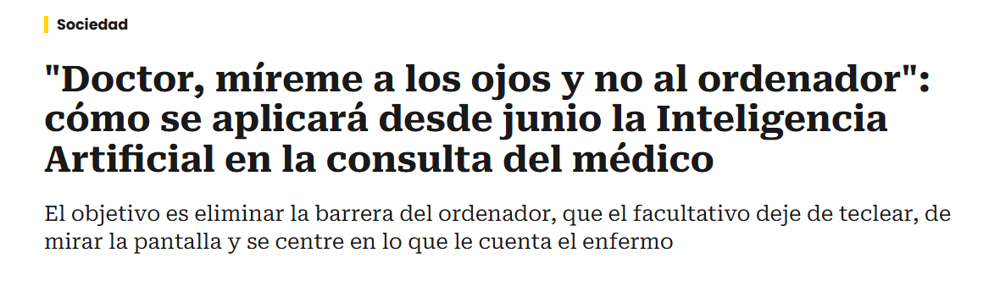 Sociedad
"Doctor, míreme a los ojos y no al ordenador":
cómo se aplicará desde junio la Inteligencia
Artificial en la consulta del médico
El objetivo es eliminar la barrera del ordenador, que el facultativo deje de teclear, de
mirar la pantalla y se centre en lo que le cuenta el enfermo